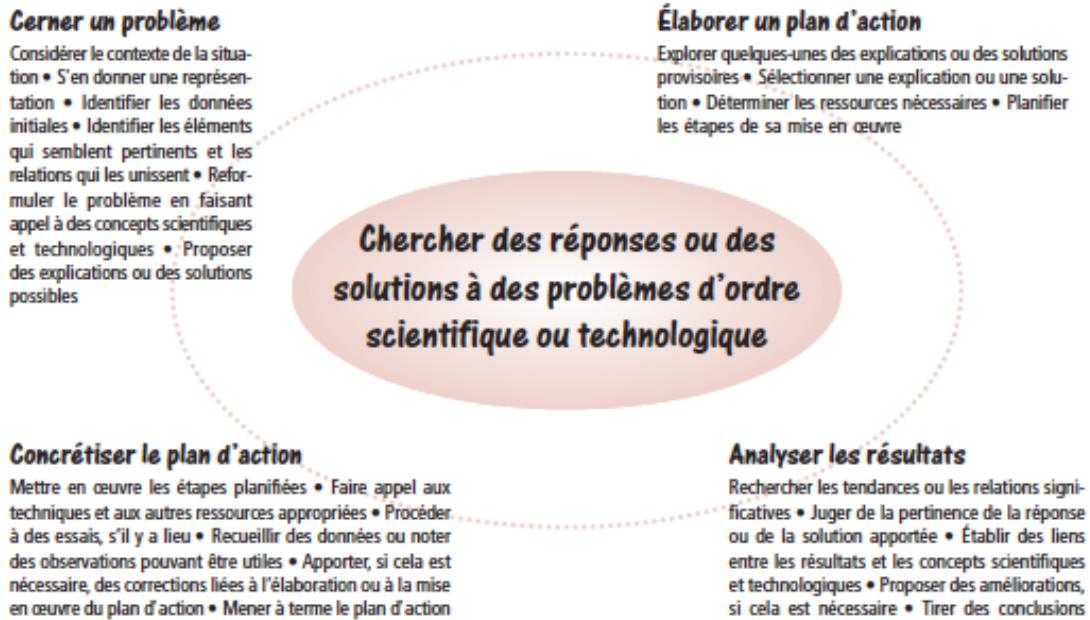 Cerner un problème
Considérer le contexte de la situa-
tion • S'en donner une représen-
tation • Identifier les données
initiales • Identifier les éléments
qui semblent pertinents et les
relations qui les unissent • Refor-
muler le problème en faisant
appel à des concepts scientifiques
et technologiques • Proposer
des explications ou des solutions
possibles
Élaborer un plan d'action
Explorer quelques-unes des explications ou des solutions
provisoires • Sélectionner une explication ou une solu-
tion • Déterminer les ressources nécessaires • Planifier
les étapes de sa mise en œuvre
Chercher des réponses ou des
solutions à des problèmes d'ordre
scientifique ou technologique
Concrétiser le plan d'action
Mettre en œuvre les étapes planifiées • Faire appel aux
techniques et aux autres ressources appropriées • Procéder
à des essais, s'il y a lieu • Recueillir des données ou noter
des observations pouvant être utiles • Apporter, si cela est
nécessaire, des corrections liées à l'élaboration ou à la mise
en œuvre du plan d'action • Mener à terme le plan d'action
Analyser les résultats
Rechercher les tendances ou les relations signi-
ficatives • Juger de la pertinence de la réponse
ou de la solution apportée • Établir des liens
entre les résultats et les concepts scientifiques
et technologiques • Proposer des améliorations,
si cela est nécessaire • Tirer des conclusions